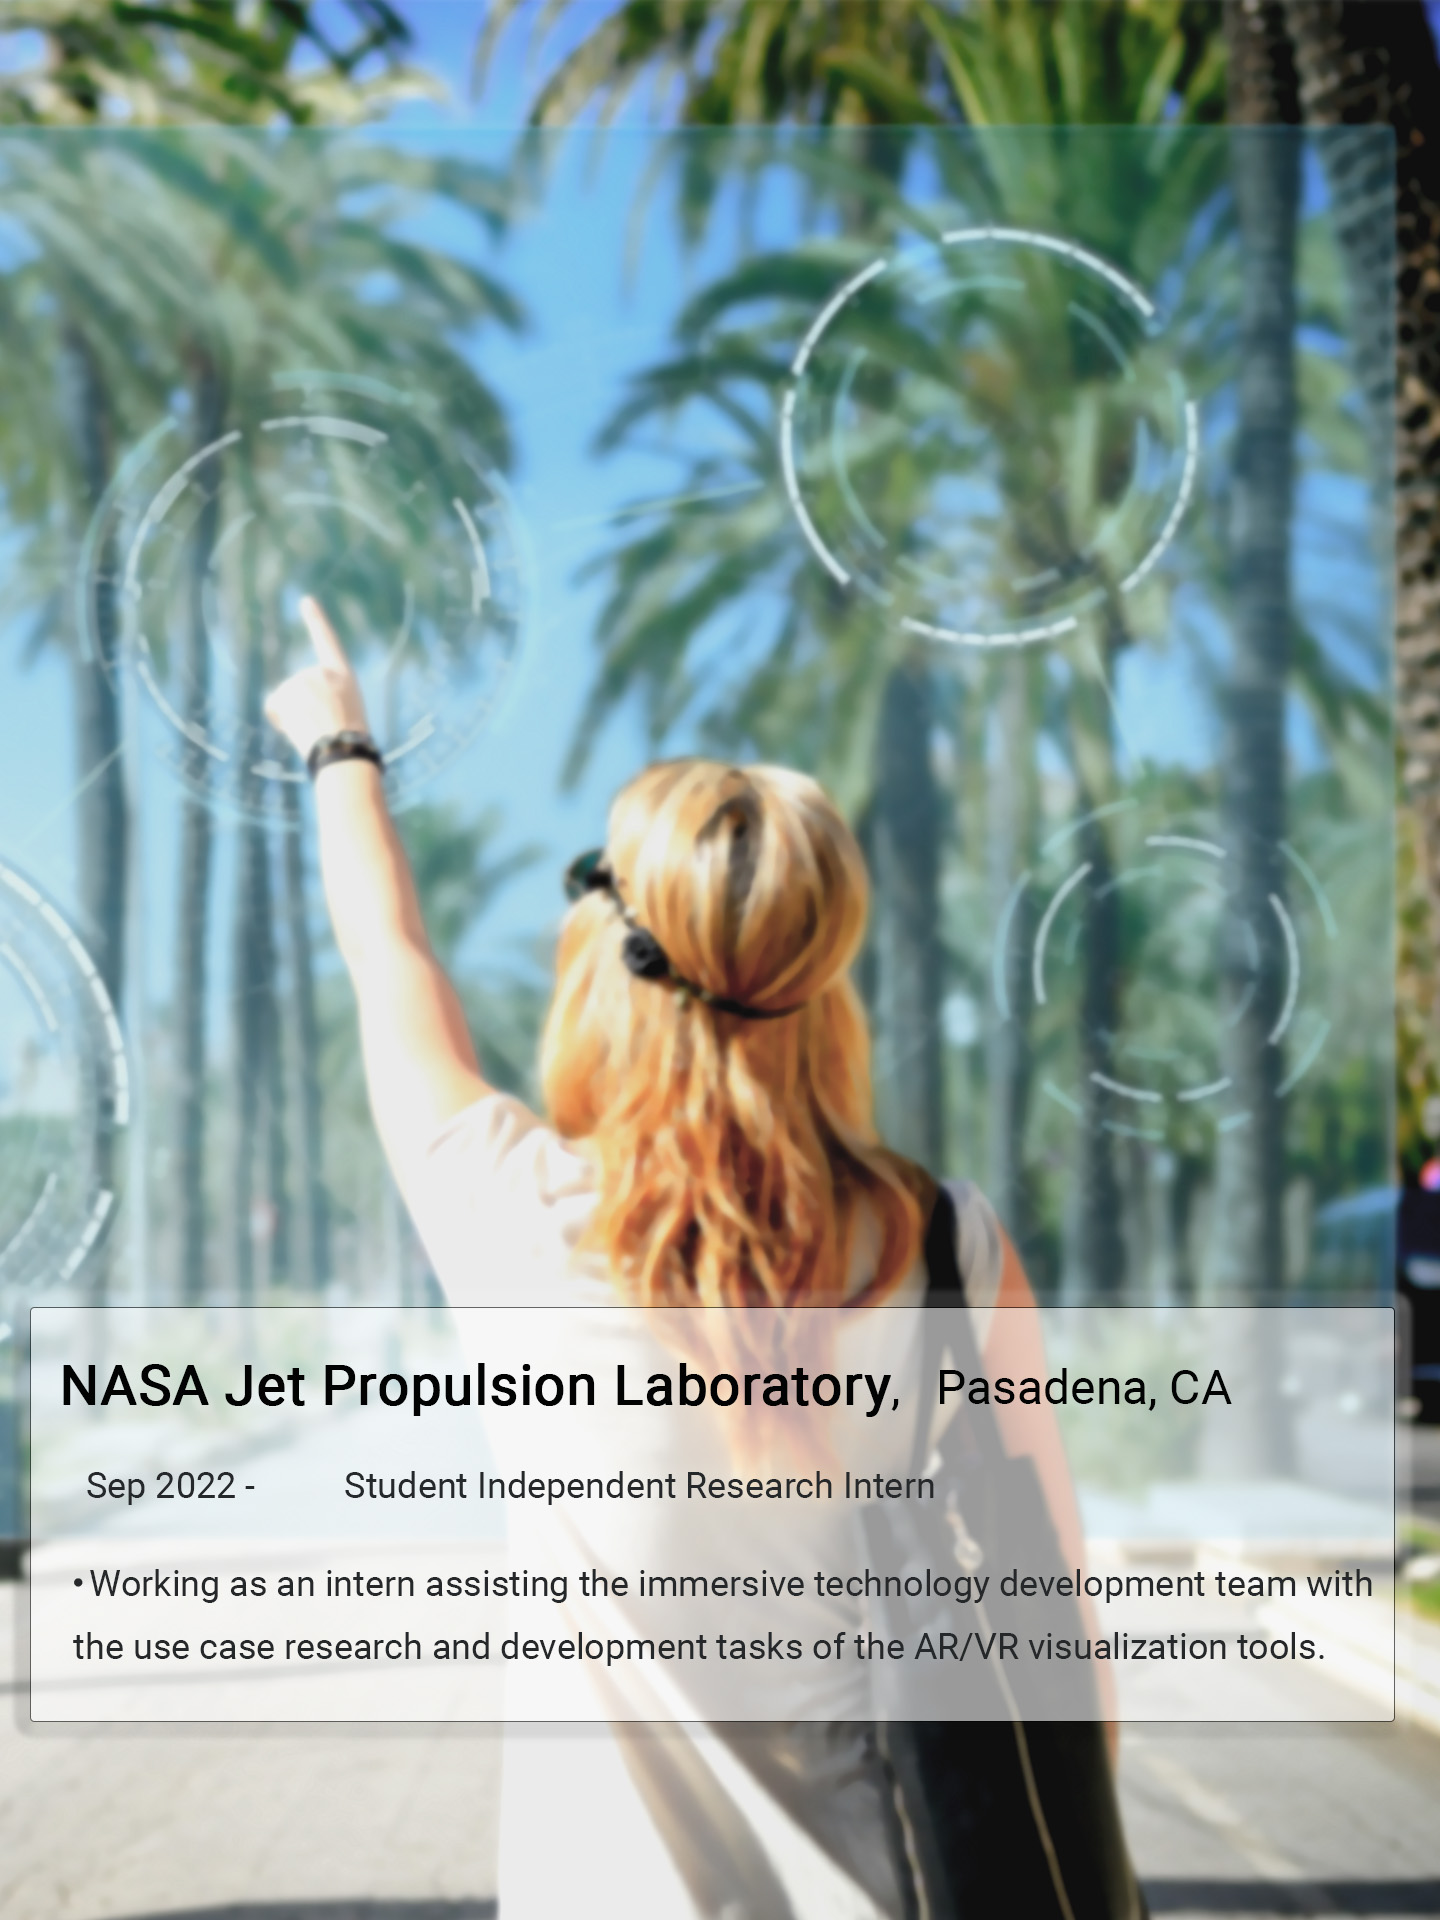 NASA Jet Propulsion Laboratory, Pasadena, CA
Sep 2022 - Student Independent Research Intern
• Working as an intern assisting the immersive technology development team with
the use case research and development tasks of the AR/VR visualization tools.